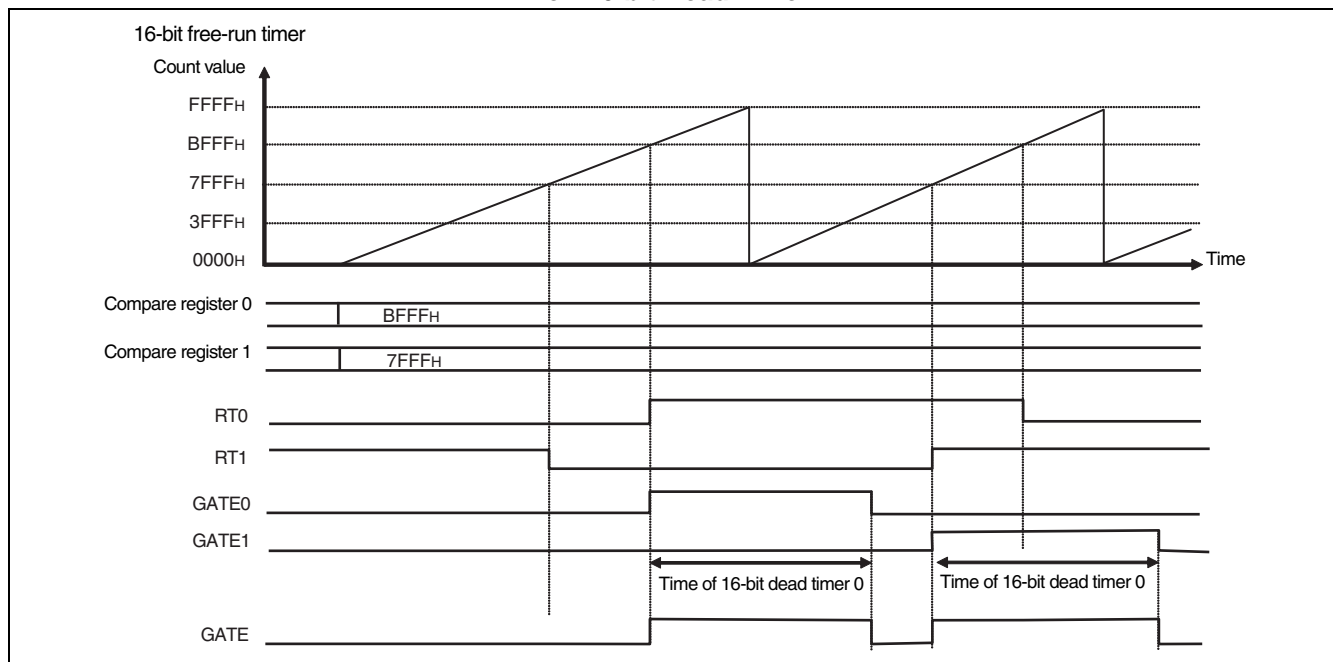 16-bit free-run timer
Count value
FFFFH
BFFFH
7FFFH
3FFFH
0000H
Time
Compare register 0
BFFFH
Compare register 1
7FFFH
RT0
RT1
GATE0
GATE1
Time of 16-bit dead timer 0
Time of 16-bit dead timer 0
GATE